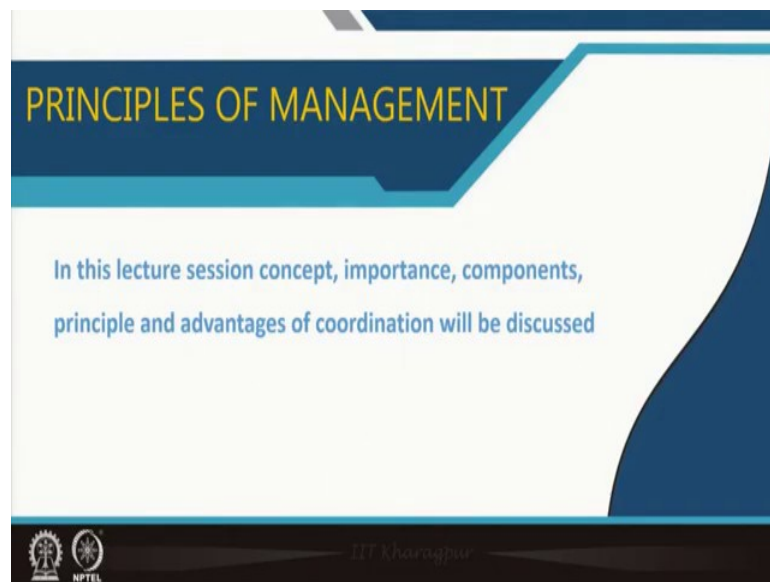 PRINCIPLES OF MANAGEMENT
In this lecture session concept, importance, components,
principle and advantages of coordination will be discussed
IIT Kharagpur
NPTEL